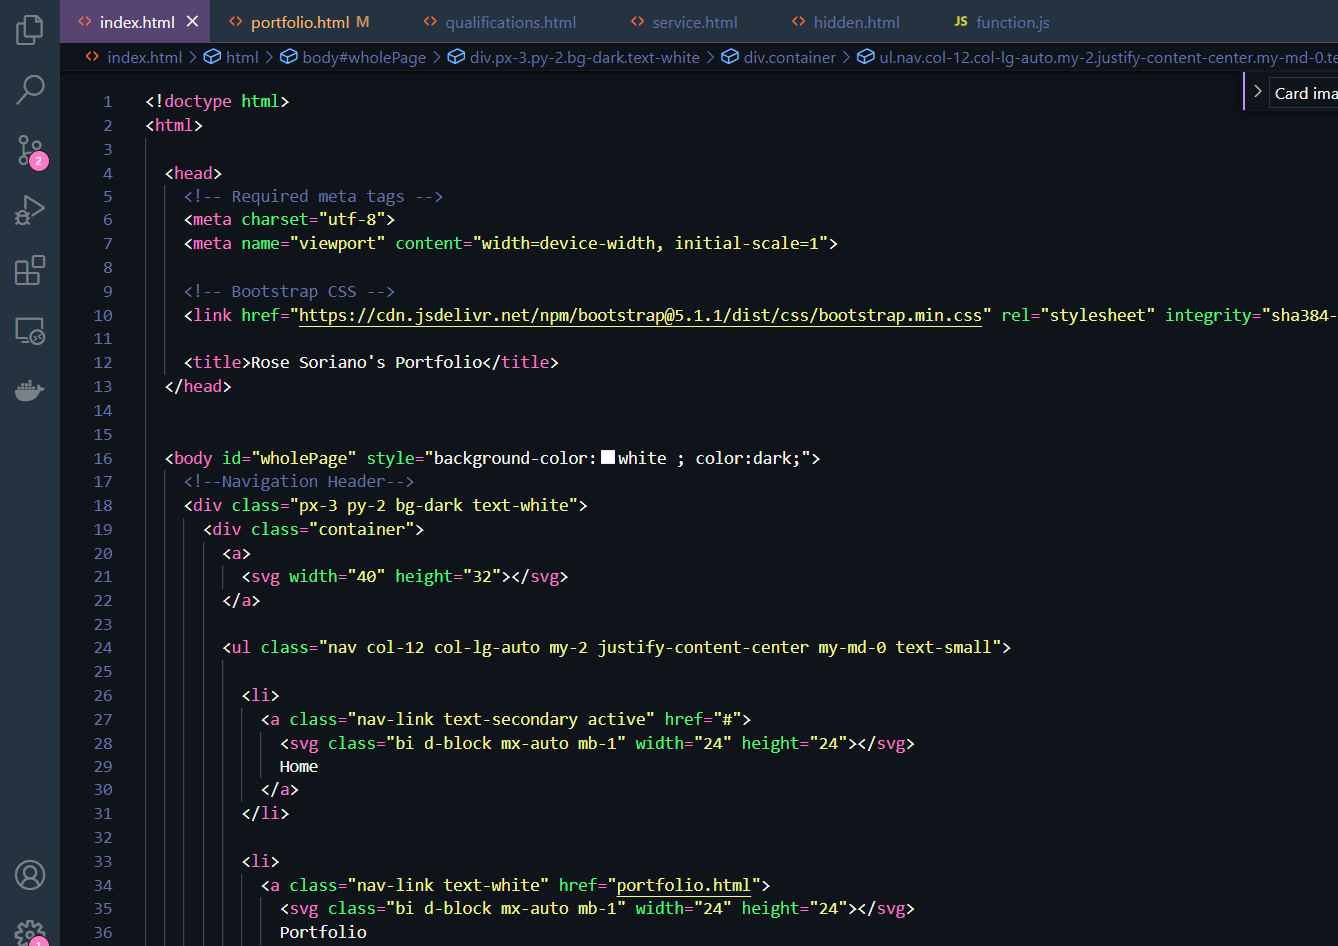 index.html portfolio.html M qualifications.html service.html hidden.html JS function.js
index.html > html > body#wholePage > div.px-3.py-2.bg-dark.text-white > div.container > ul.nav.col-12.col-lg-auto.my-2.justify-content-center.my-md-0.te
> Card ima
1 <!doctype html>
2 <html>
3
4 <head>
5 <!-- Required meta tags -->
6 <meta charset="utf-8">
7 <meta name="viewport" content="width=device-width, initial-scale=1">
8
9 <!-- Bootstrap CSS -->
10 <link href="https://cdn.jsdelivr.net/npm/bootstrap@5.1.1/dist/css/bootstrap.min.css" rel="stylesheet" integrity="sha384-
11
12 <title>Rose Soriano's Portfolio</title>
13 </head>
14
15
16 <body id="wholePage" style="background-color:white ; color:dark;">
17 <!--Navigation Header-->
18 <div class="px-3 py-2 bg-dark text-white">
19 <div class="container">
20 <a>
21 <svg width="40" height="32"></svg>
22 </a>
23
24 <ul class="nav col-12 col-lg-auto my-2 justify-content-center my-md-0 text-small">
25
26 <li>
27 <a class="nav-link text-secondary active" href="#">
28 <svg class="bi d-block mx-auto mb-1" width="24" height="24"></svg>
29 Home
30 </a>
31 </li>
32
33 <li>
34 <a class="nav-link text-white" href="portfolio.html">
35 <svg class="bi d-block mx-auto mb-1" width="24" height="24"></svg>
36 Portfolio
2
1